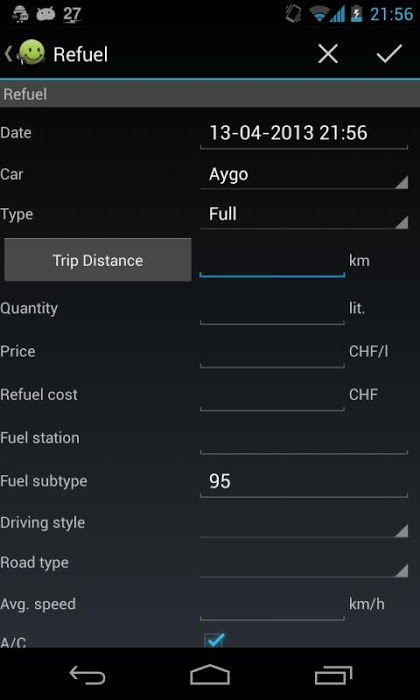 27 21:56
Refuel
Refuel
Date 13-04-2013 21:56
Car Aygo
Type Full
Trip Distance km
Quantity lit.
Price CHF/l
Refuel cost CHF
Fuel station
Fuel subtype 95
Driving style
Road type
Avg. speed km/h
A/C